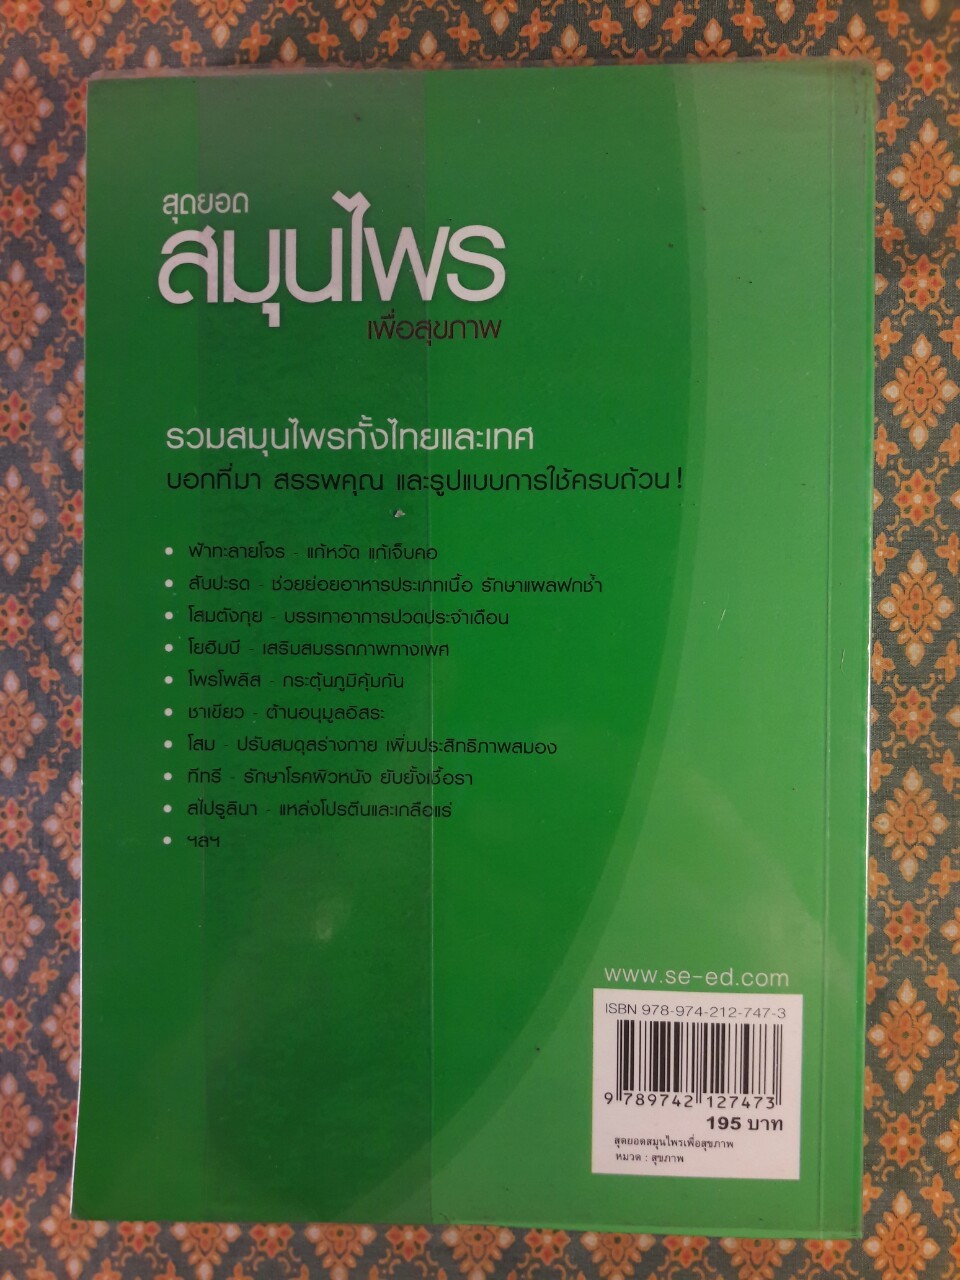 สุดยอด
สมุนไพร
เพื่อสุขภาพ
รวมสมุนไพรทั้งไทยและเทศ
บอกที่มา สรรพคุณ และรูปแบบการใช้ครบถ้วน!
• ฟ้าทะลายโจร - แก้หวัด แก้เจ็บคอ
• สับปะรด - ช่วยย่อยอาหารประเภทเนื้อ รักษาแผลฟกช้ำ
• โสมตังกุย - บรรเทาอาการปวดประจำเดือน
• โยฮิมบี - เสริมสมรรถภาพทางเพศ
• โพรโพลิส - กระตุ้นภูมิคุ้มกัน
• ชาเขียว - ต้านอนุมูลอิสระ
• โสม - ปรับสมดุลร่างกาย เพิ่มประสิทธิภาพสมอง
• ทีทรี - รักษาโรคผิวหนัง ยับยั้งเชื้อรา
• สไปรูลินา - แหล่งโปรตีนและเกลือแร่
• ฯลฯ
www.se-ed.com
ISBN 978-974-212-747-3
9 789742 127473
195 บาท
สุดยอดสมุนไพรเพื่อสุขภาพ
หมวด : สุขภาพ